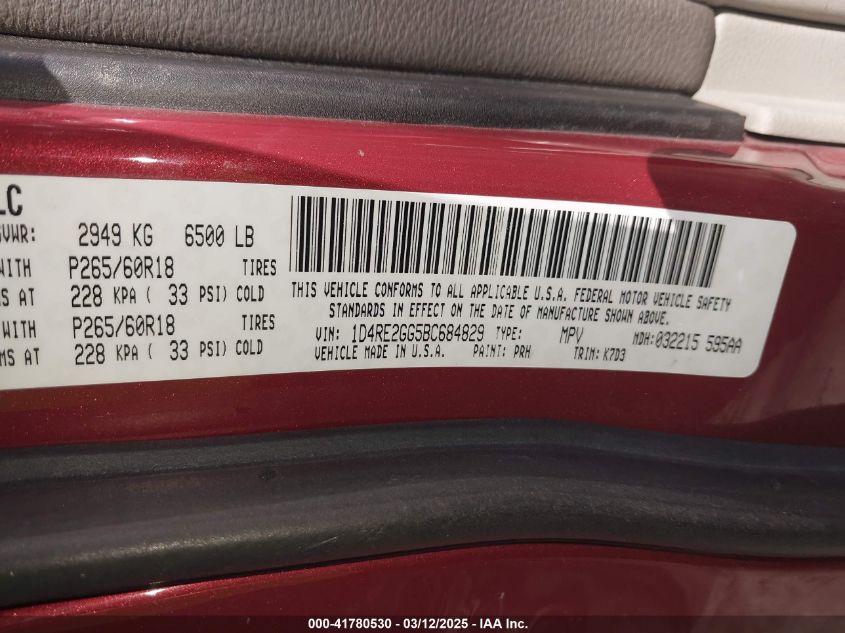 LC
GVWR: 2949 KG 6500 LB
WITH P265/60R18 TIRES
MS AT 228 KPA ( 33 PSI) COLD
WITH P265/60R18 TIRES
MS AT 228 KPA ( 33 PSI) COLD
THIS VEHICLE CONFORMS TO ALL APPLICABLE U.S.A. FEDERAL MOTOR VEHICLE SAFETY
STANDARDS IN EFFECT ON THE DATE OF MANUFACTURE SHOWN ABOVE.
VIN: 1D4RE2GG5BC684829 TYPE: MPV MDH: 032215 595AA
VEHICLE MADE IN U.S.A. PAINT: PRH TRIM: K7D3
000-41780530 - 03/12/2025 - IAA Inc.